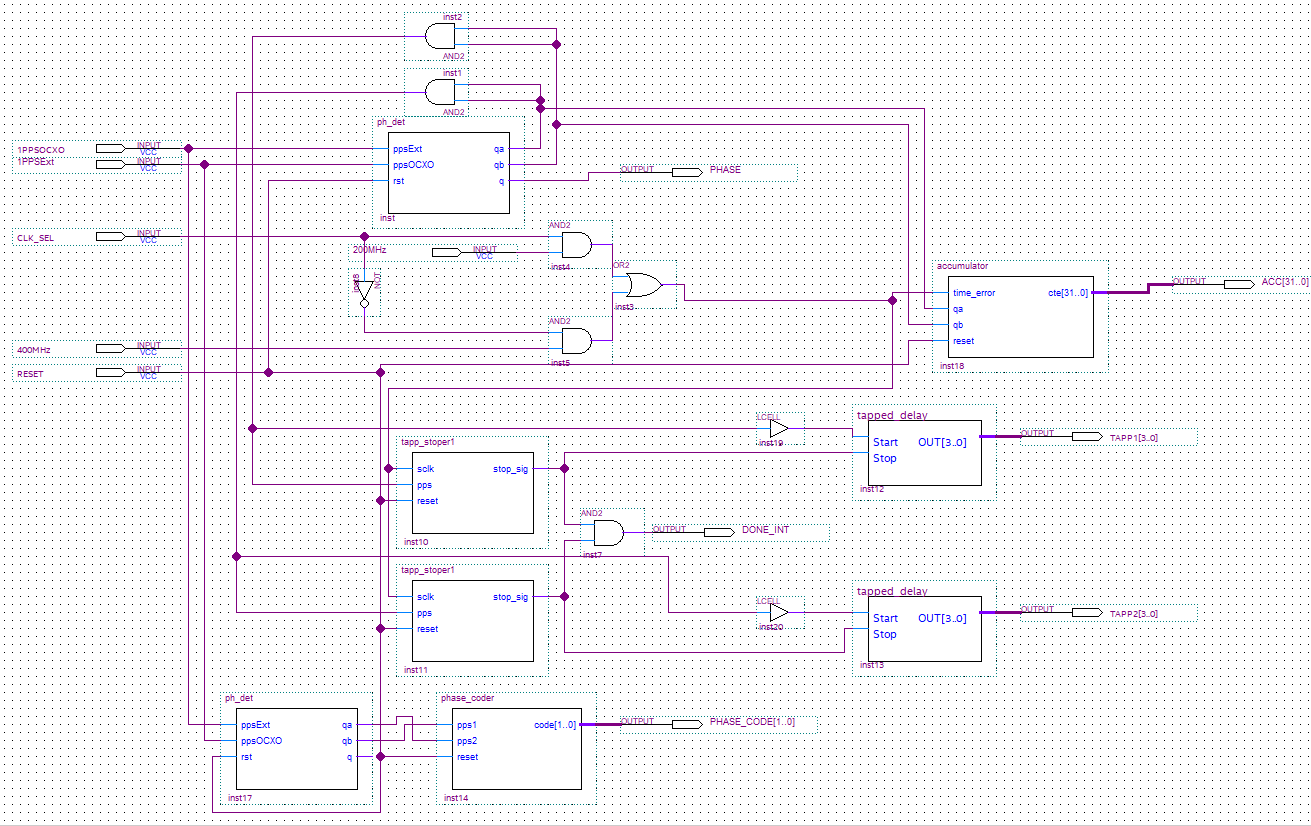 inst2
AND2
inst1
AND2
ph_det
1PPSOCXO INPUT VCC
1PPSExt INPUT VCC
ppsExt qa
ppsOCXO qb
rst q
inst
OUTPUT PHASE
CLK_SEL INPUT VCC
200MHz INPUT VCC
AND2
inst4
inst8
NOT
OR2
inst3
AND2
inst5
400MHz INPUT VCC
RESET INPUT VCC
accumulator
time_error cte[31..0]
qa
qb
reset
inst18
OUTPUT ACC[31..0]
LCELL
inst19
tapped_delay
Start OUT[3..0]
Stop
inst12
OUTPUT TAPP1[3..0]
tapp_stoper1
sclk stop_sig
pps
reset
inst10
AND2
inst7
OUTPUT DONE_INT
tapp_stoper1
sclk stop_sig
pps
reset
inst11
LCELL
inst20
tapped_delay
Start OUT[3..0]
Stop
inst13
OUTPUT TAPP2[3..0]
ph_det
ppsExt qa
ppsOCXO qb
rst q
inst17
phase_coder
pps1 code[1..0]
pps2
reset
inst14
OUTPUT PHASE_CODE[1..0]